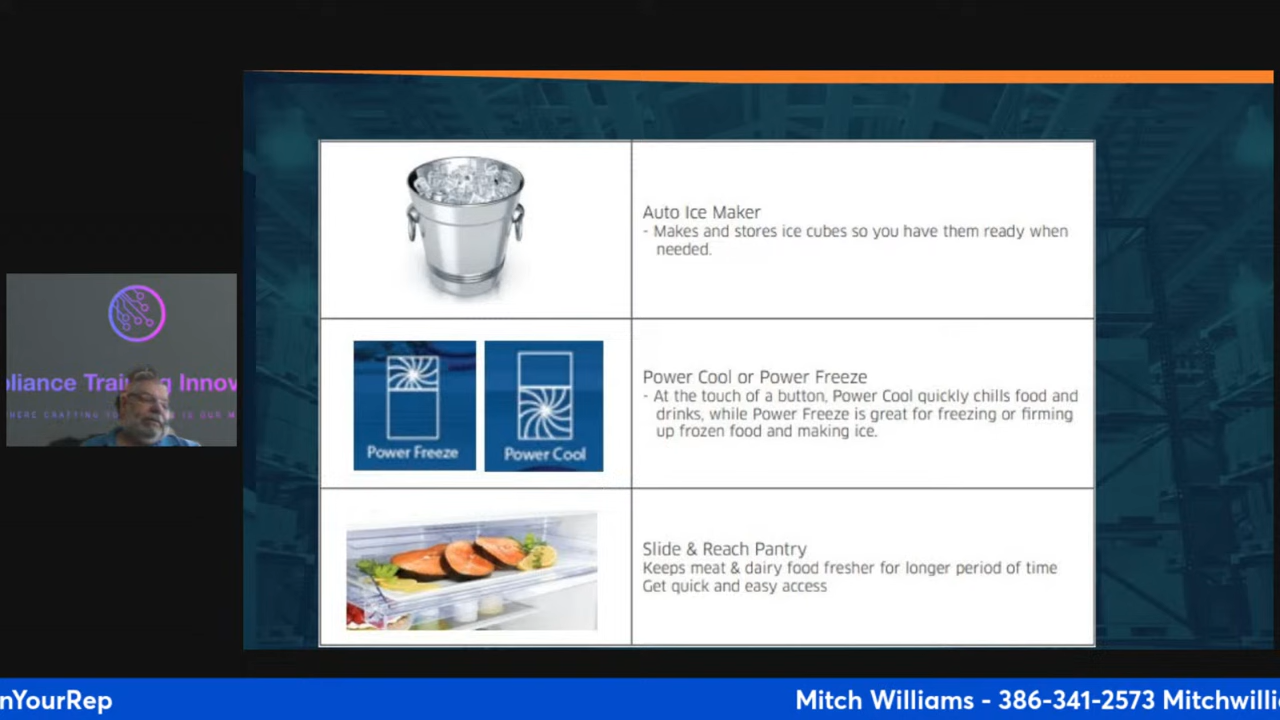 Auto Ice Maker
- Makes and stores ice cubes so you have them ready when
needed.
Power Freeze
Power Cool
Power Cool or Power Freeze
- At the touch of a button, Power Cool quickly chills food and
drinks, while Power Freeze is great for freezing or firming
up frozen food and making ice.
Slide & Reach Pantry
Keeps meat & dairy food fresher for longer period of time
Get quick and easy access
pliance Training Innov
nYourRep
Mitch Williams - 386-341-2573 Mitchwilli